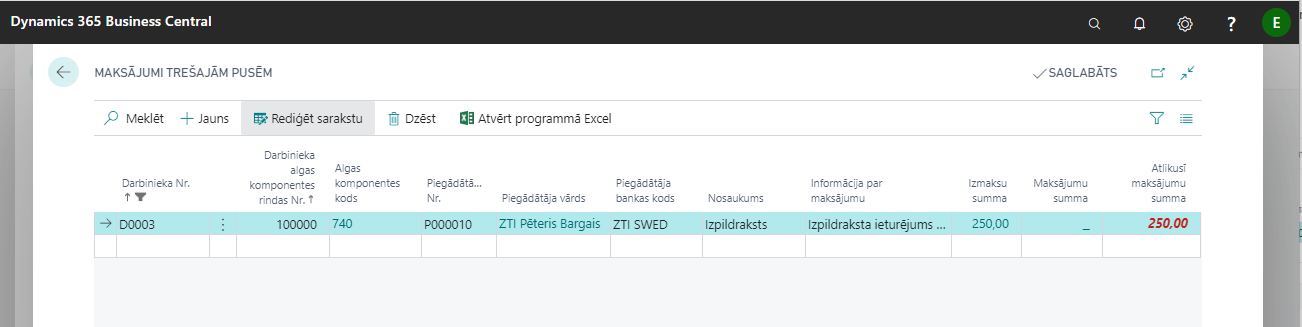 Dynamics 365 Business Central
?
E
MAKSĀJUMI TREŠAJĀM PUSĒM
SAGLABĀTS
Meklēt
Jauns
Rediģēt sarakstu
Dzēst
Atvērt programmā Excel
Darbinieka Nr.
↑
Darbinieka
algas
komponentes
rindas Nr. ↑
Algas
komponentes
kods
Piegādātā...
Nr.
Piegādātāja vārds
Piegādātāja
bankas kods
Nosaukums
Informācija par
maksājumu
Izmaksu
summa
Maksājumu
summa
Atlikusī
maksājumu
summa
→ D0003 ⋮ 100000 740 P000010 ZTI Pēteris Bargais ZTI SWED Izpildraksts Izpildraksta ieturējums ... 250,00 _ 250,00